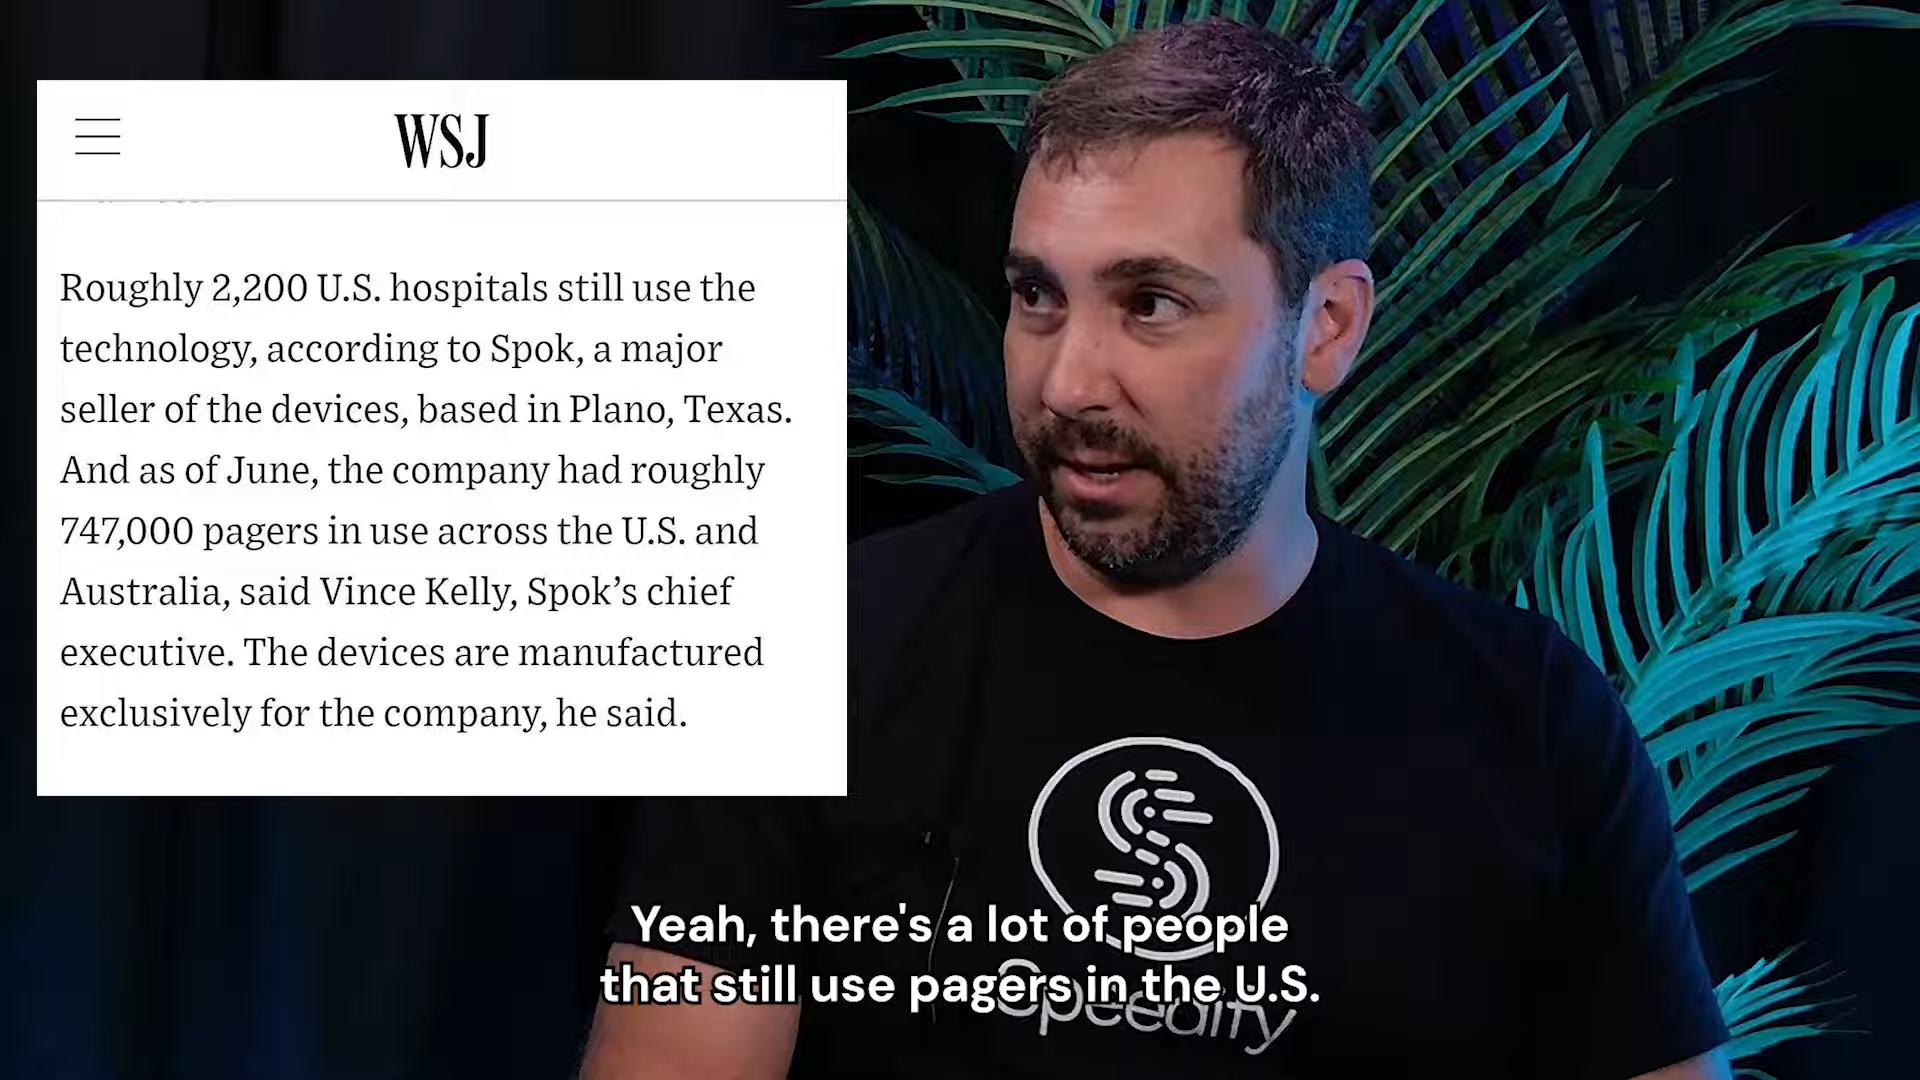 WSJ
Roughly 2,200 U.S. hospitals still use the
technology, according to Spok, a major
seller of the devices, based in Plano, Texas.
And as of June, the company had roughly
747,000 pagers in use across the U.S. and
Australia, said Vince Kelly, Spok’s chief
executive. The devices are manufactured
exclusively for the company, he said.
Yeah, there's a lot of people
that still use pagers in the U.S.
Speedify